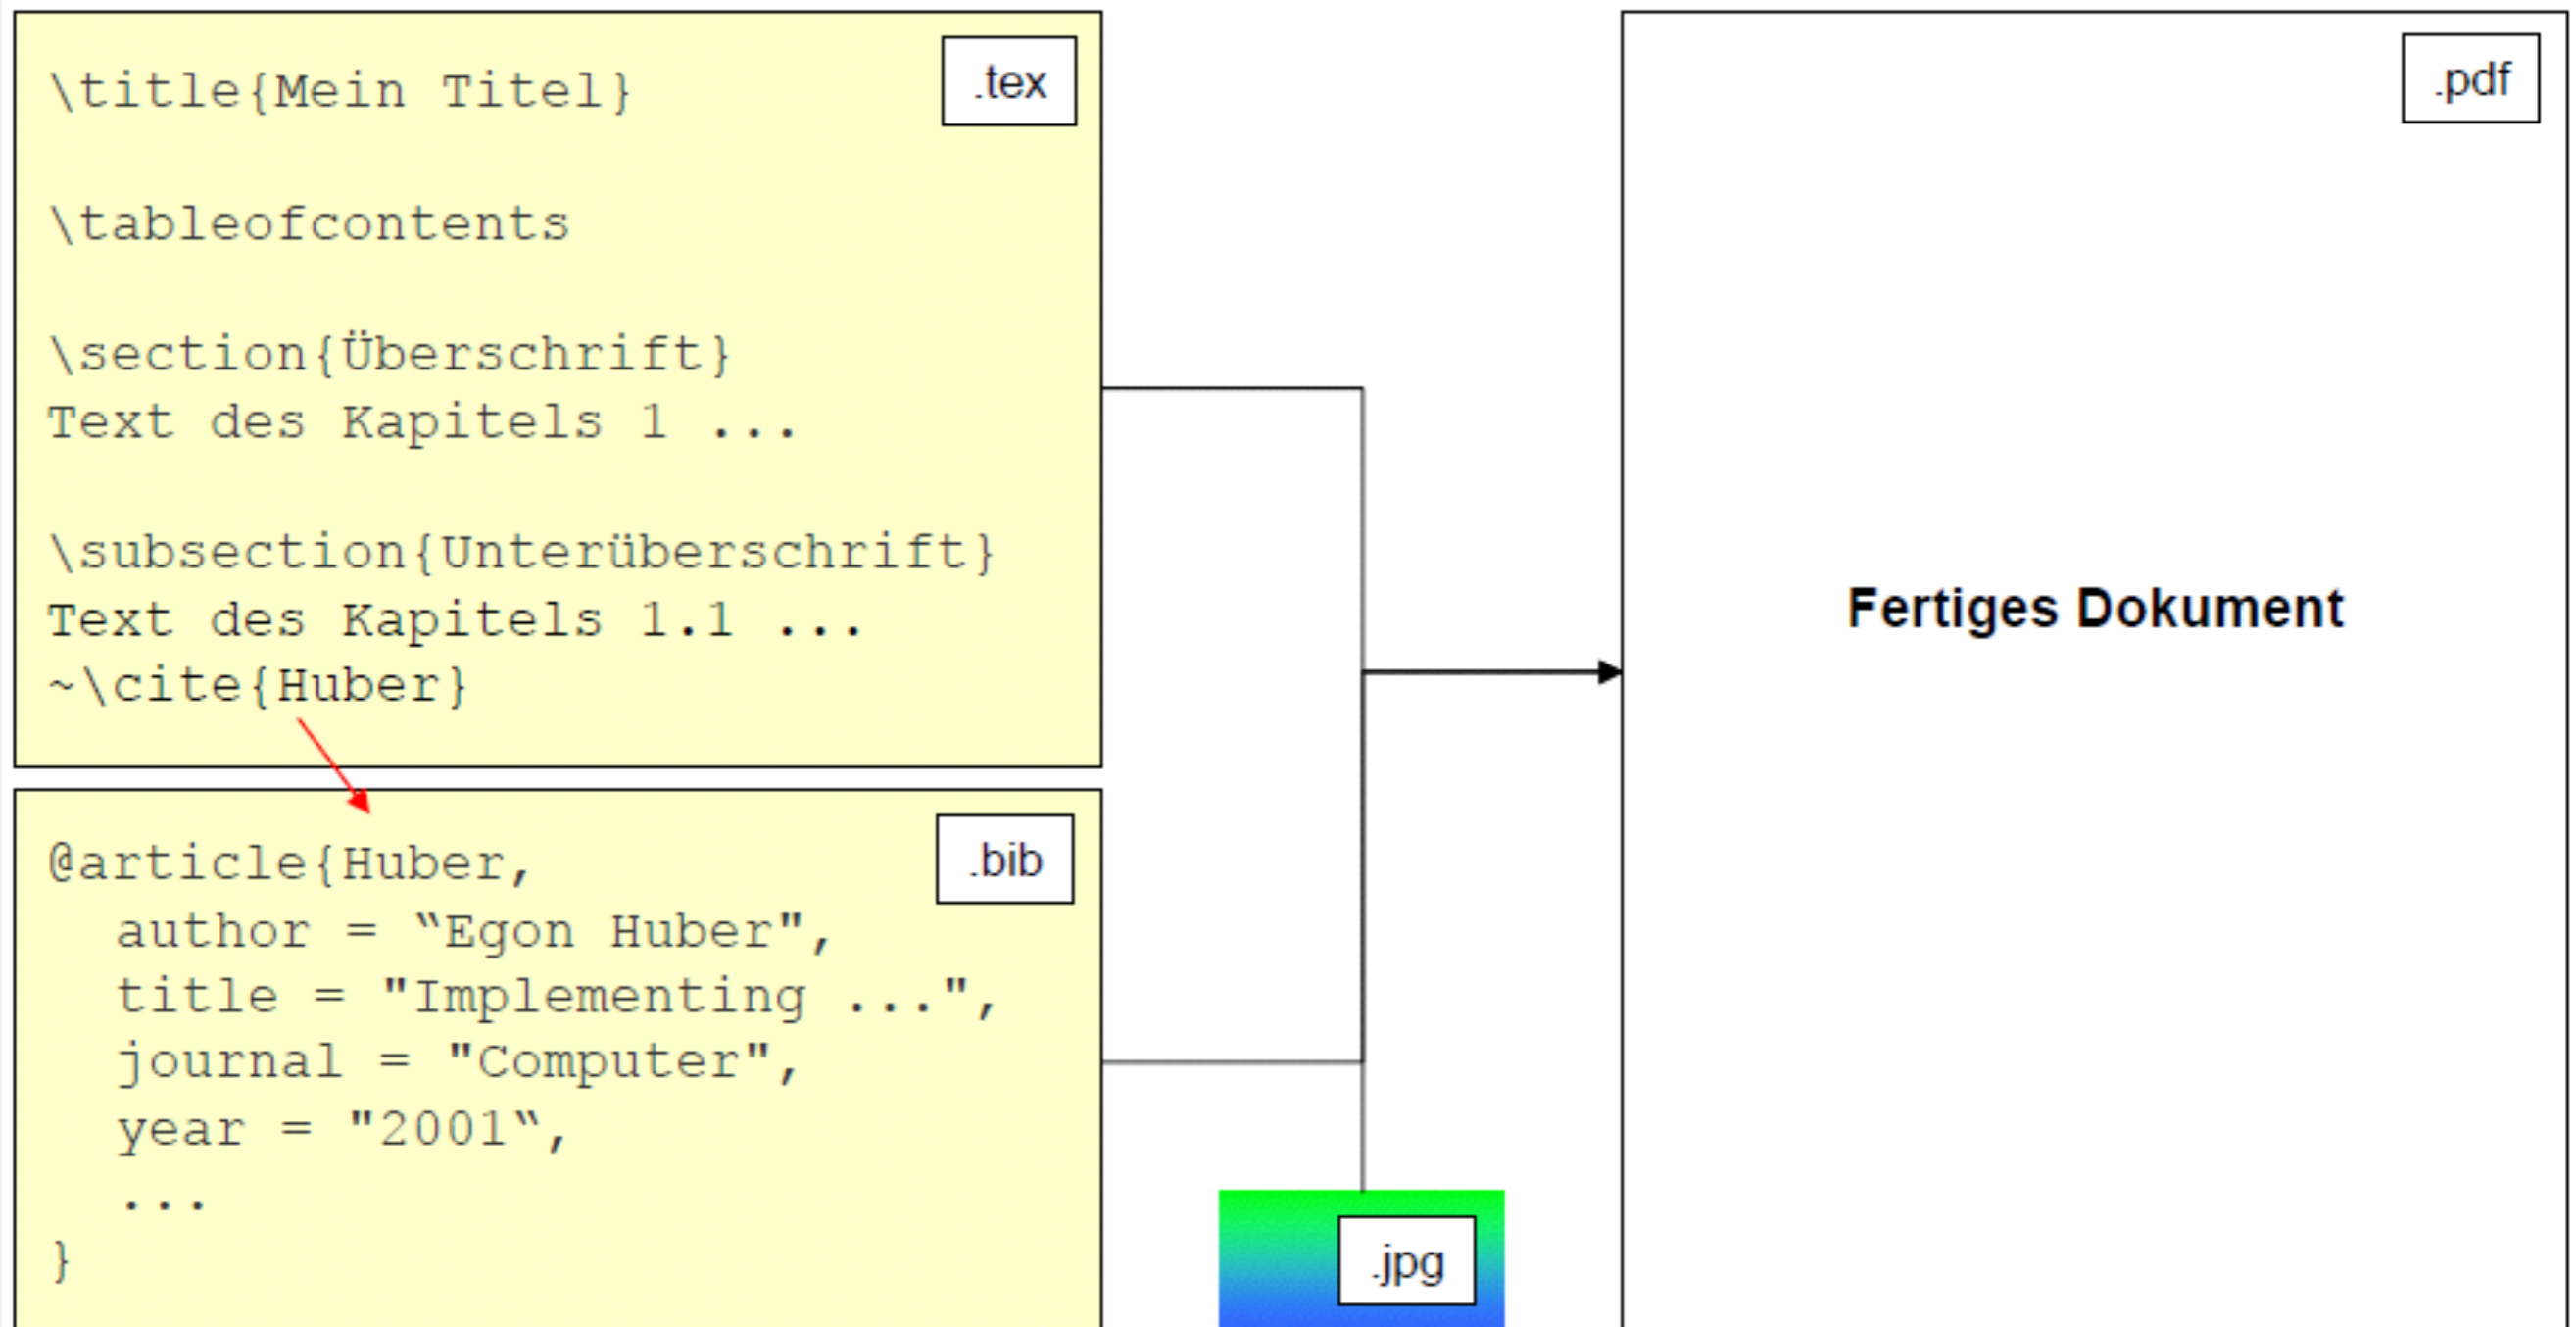 .tex
\title{Mein Titel}
\tableofcontents
\section{Überschrift}
Text des Kapitels 1 ...
\subsection{Unterüberschrift}
Text des Kapitels 1.1 ...
~\cite{Huber}
.bib
@article{Huber,
author = “Egon Huber",
title = "Implementing ...",
journal = "Computer",
year = "2001“,
...
}
.jpg
.pdf
Fertiges Dokument